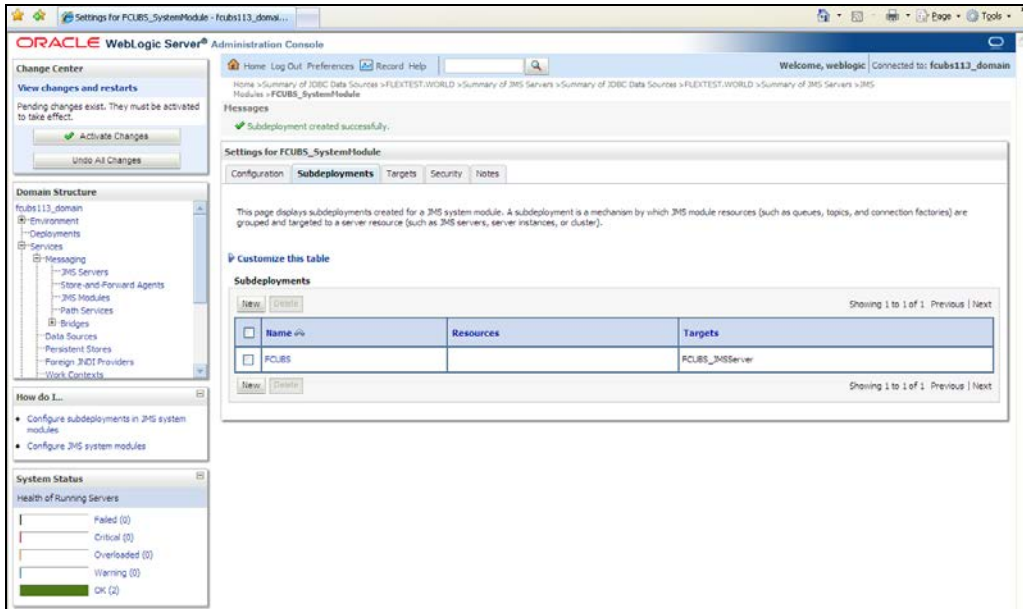 Settings for FCUBS_SystemModule - fcubs113_domai...
Page
Tools
ORACLE WebLogic Server® Administration Console
Change Center
View changes and restarts
Pending changes exist. They must be activated
to take effect.
Activate Changes
Undo All Changes
Domain Structure
fcubs113_domain
Environment
Deployments
Services
Messaging
JMS Servers
Store-and-Forward Agents
JMS Modules
Path Services
Bridges
Data Sources
Persistent Stores
Foreign JNDI Providers
Work Contexts
How do I...
Configure subdeployments in JMS system
modules
Configure JMS system modules
System Status
Health of Running Servers
Failed (0)
Critical (0)
Overloaded (0)
Warning (0)
OK (2)
Home Log Out Preferences Record Help
Welcome, weblogic Connected to: fcubs113_domain
Home >Summary of JDBC Data Sources >FLEXTEST.WORLD >Summary of JMS Servers >Summary of JDBC Data Sources >FLEXTEST.WORLD >Summary of JMS Servers >JMS
Modules >FCUBS_SystemModule
Messages
Subdeployment created successfully.
Settings for FCUBS_SystemModule
Configuration Subdeployments Targets Security Notes
This page displays subdeployments created for a JMS system module. A subdeployment is a mechanism by which JMS module resources (such as queues, topics, and connection factories) are
grouped and targeted to a server resource (such as JMS servers, server instances, or cluster).
Customize this table
Subdeployments
New Delete Showing 1 to 1 of 1 Previous | Next
Name Resources Targets
FCUBS FCUBS_JMSServer
New Delete Showing 1 to 1 of 1 Previous | Next